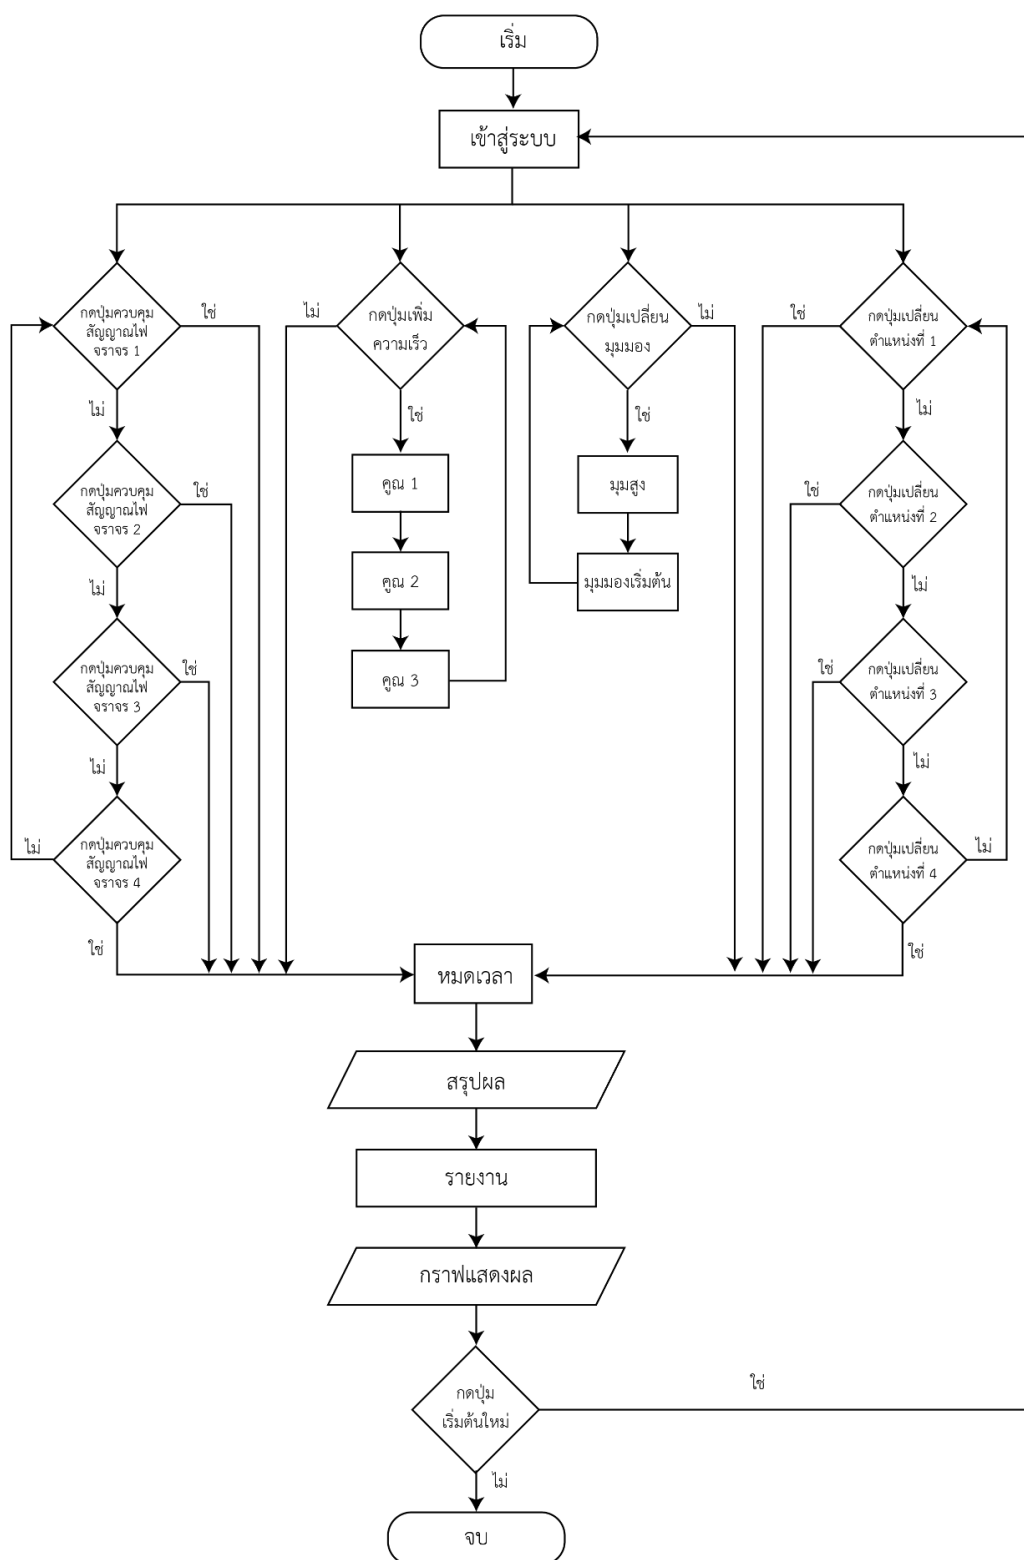 เริ่ม
เข้าสู่ระบบ
กดปุ่มควบคุม
สัญญาณไฟ
จราจร 1
ใช่
ไม่
กดปุ่มเพิ่ม
ความเร็ว
กดปุ่มเปลี่ยน
มุมมอง
ไม่
ใช่
กดปุ่มเปลี่ยน
ตำแหน่งที่ 1
ไม่
ใช่
ใช่
ไม่
กดปุ่มควบคุม
สัญญาณไฟ
จราจร 2
ใช่
คูณ 1
มุมสูง
ใช่
กดปุ่มเปลี่ยน
ตำแหน่งที่ 2
ไม่
คูณ 2
มุมมองเริ่มต้น
ไม่
กดปุ่มควบคุม
สัญญาณไฟ
จราจร 3
ใช่
คูณ 3
ใช่
กดปุ่มเปลี่ยน
ตำแหน่งที่ 3
ไม่
ไม่
ไม่
กดปุ่มควบคุม
สัญญาณไฟ
จราจร 4
กดปุ่มเปลี่ยน
ตำแหน่งที่ 4
ไม่
ใช่
ใช่
หมดเวลา
สรุปผล
รายงาน
กราฟแสดงผล
กดปุ่ม
เริ่มต้นใหม่
ใช่
ไม่
จบ